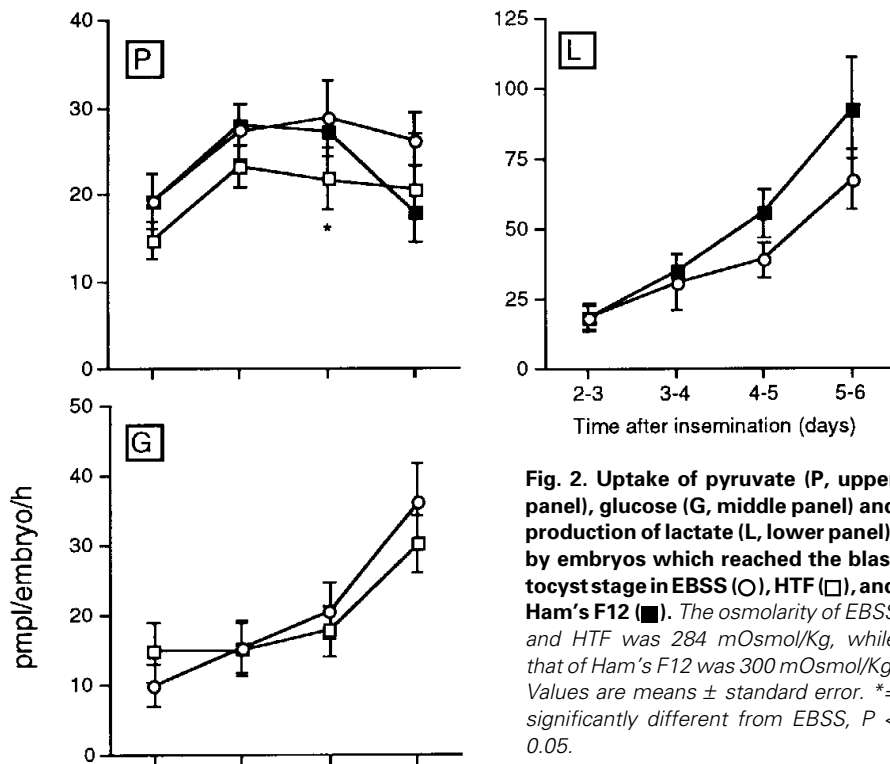 40
30
20
10
0
P
125
100
75
50
25
0
L
2-3 3-4 4-5 5-6
Time after insemination (days)
*
50
40
30
20
10
0
G
pmpl/embryo/h
Fig. 2. Uptake of pyruvate (P, upper
panel), glucose (G, middle panel) and
production of lactate (L, lower panel)
by embryos which reached the blas
tocyst stage in EBSS (○), HTF (□), and
Ham's F12 (■). The osmolarity of EBSS
and HTF was 284 mOsmol/Kg, while
that of Ham's F12 was 300 mOsmol/Kg
Values are means ± standard error. *=
significantly different from EBSS, P <
0.05.